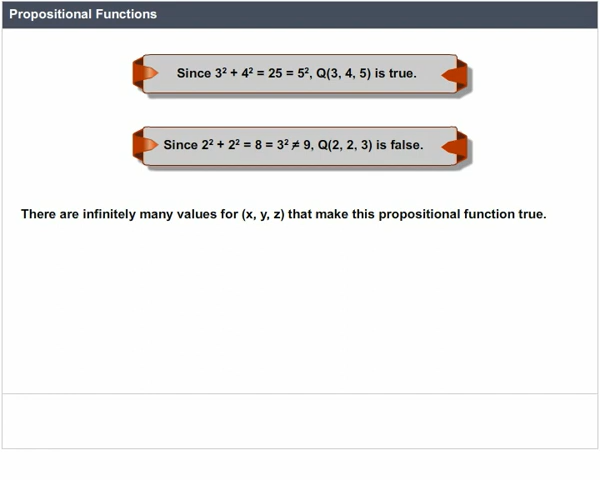 Propositional Functions
Since 3² + 4² = 25 = 5², Q(3, 4, 5) is true.
Since 2² + 2² = 8 = 3² ≠ 9, Q(2, 2, 3) is false.
There are infinitely many values for (x, y, z) that make this propositional function true.